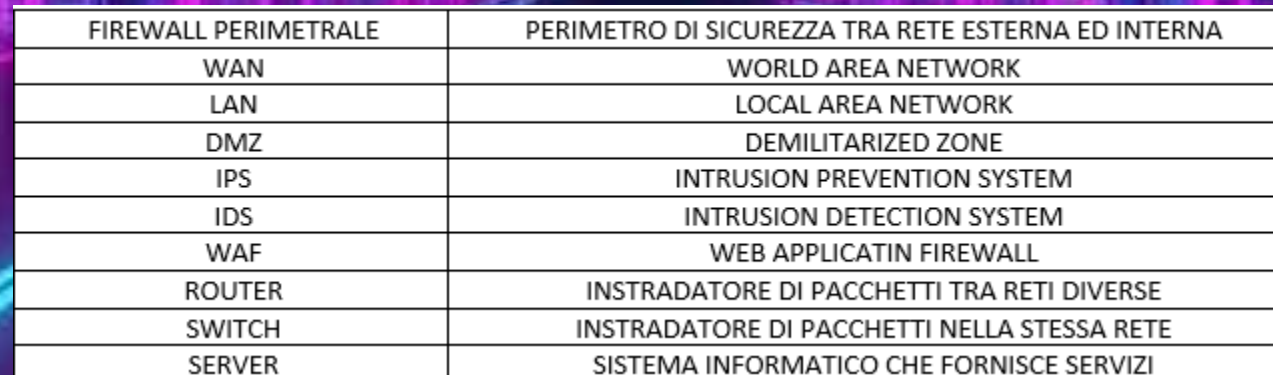 FIREWALL PERIMETRALE PERIMETRO DI SICUREZZA TRA RETE ESTERNA ED INTERNA
WAN WORLD AREA NETWORK
LAN LOCAL AREA NETWORK
DMZ DEMILITARIZED ZONE
IPS INTRUSION PREVENTION SYSTEM
IDS INTRUSION DETECTION SYSTEM
WAF WEB APPLICATIN FIREWALL
ROUTER INSTRADATORE DI PACCHETTI TRA RETI DIVERSE
SWITCH INSTRADATORE DI PACCHETTI NELLA STESSA RETE
SERVER SISTEMA INFORMATICO CHE FORNISCE SERVIZI